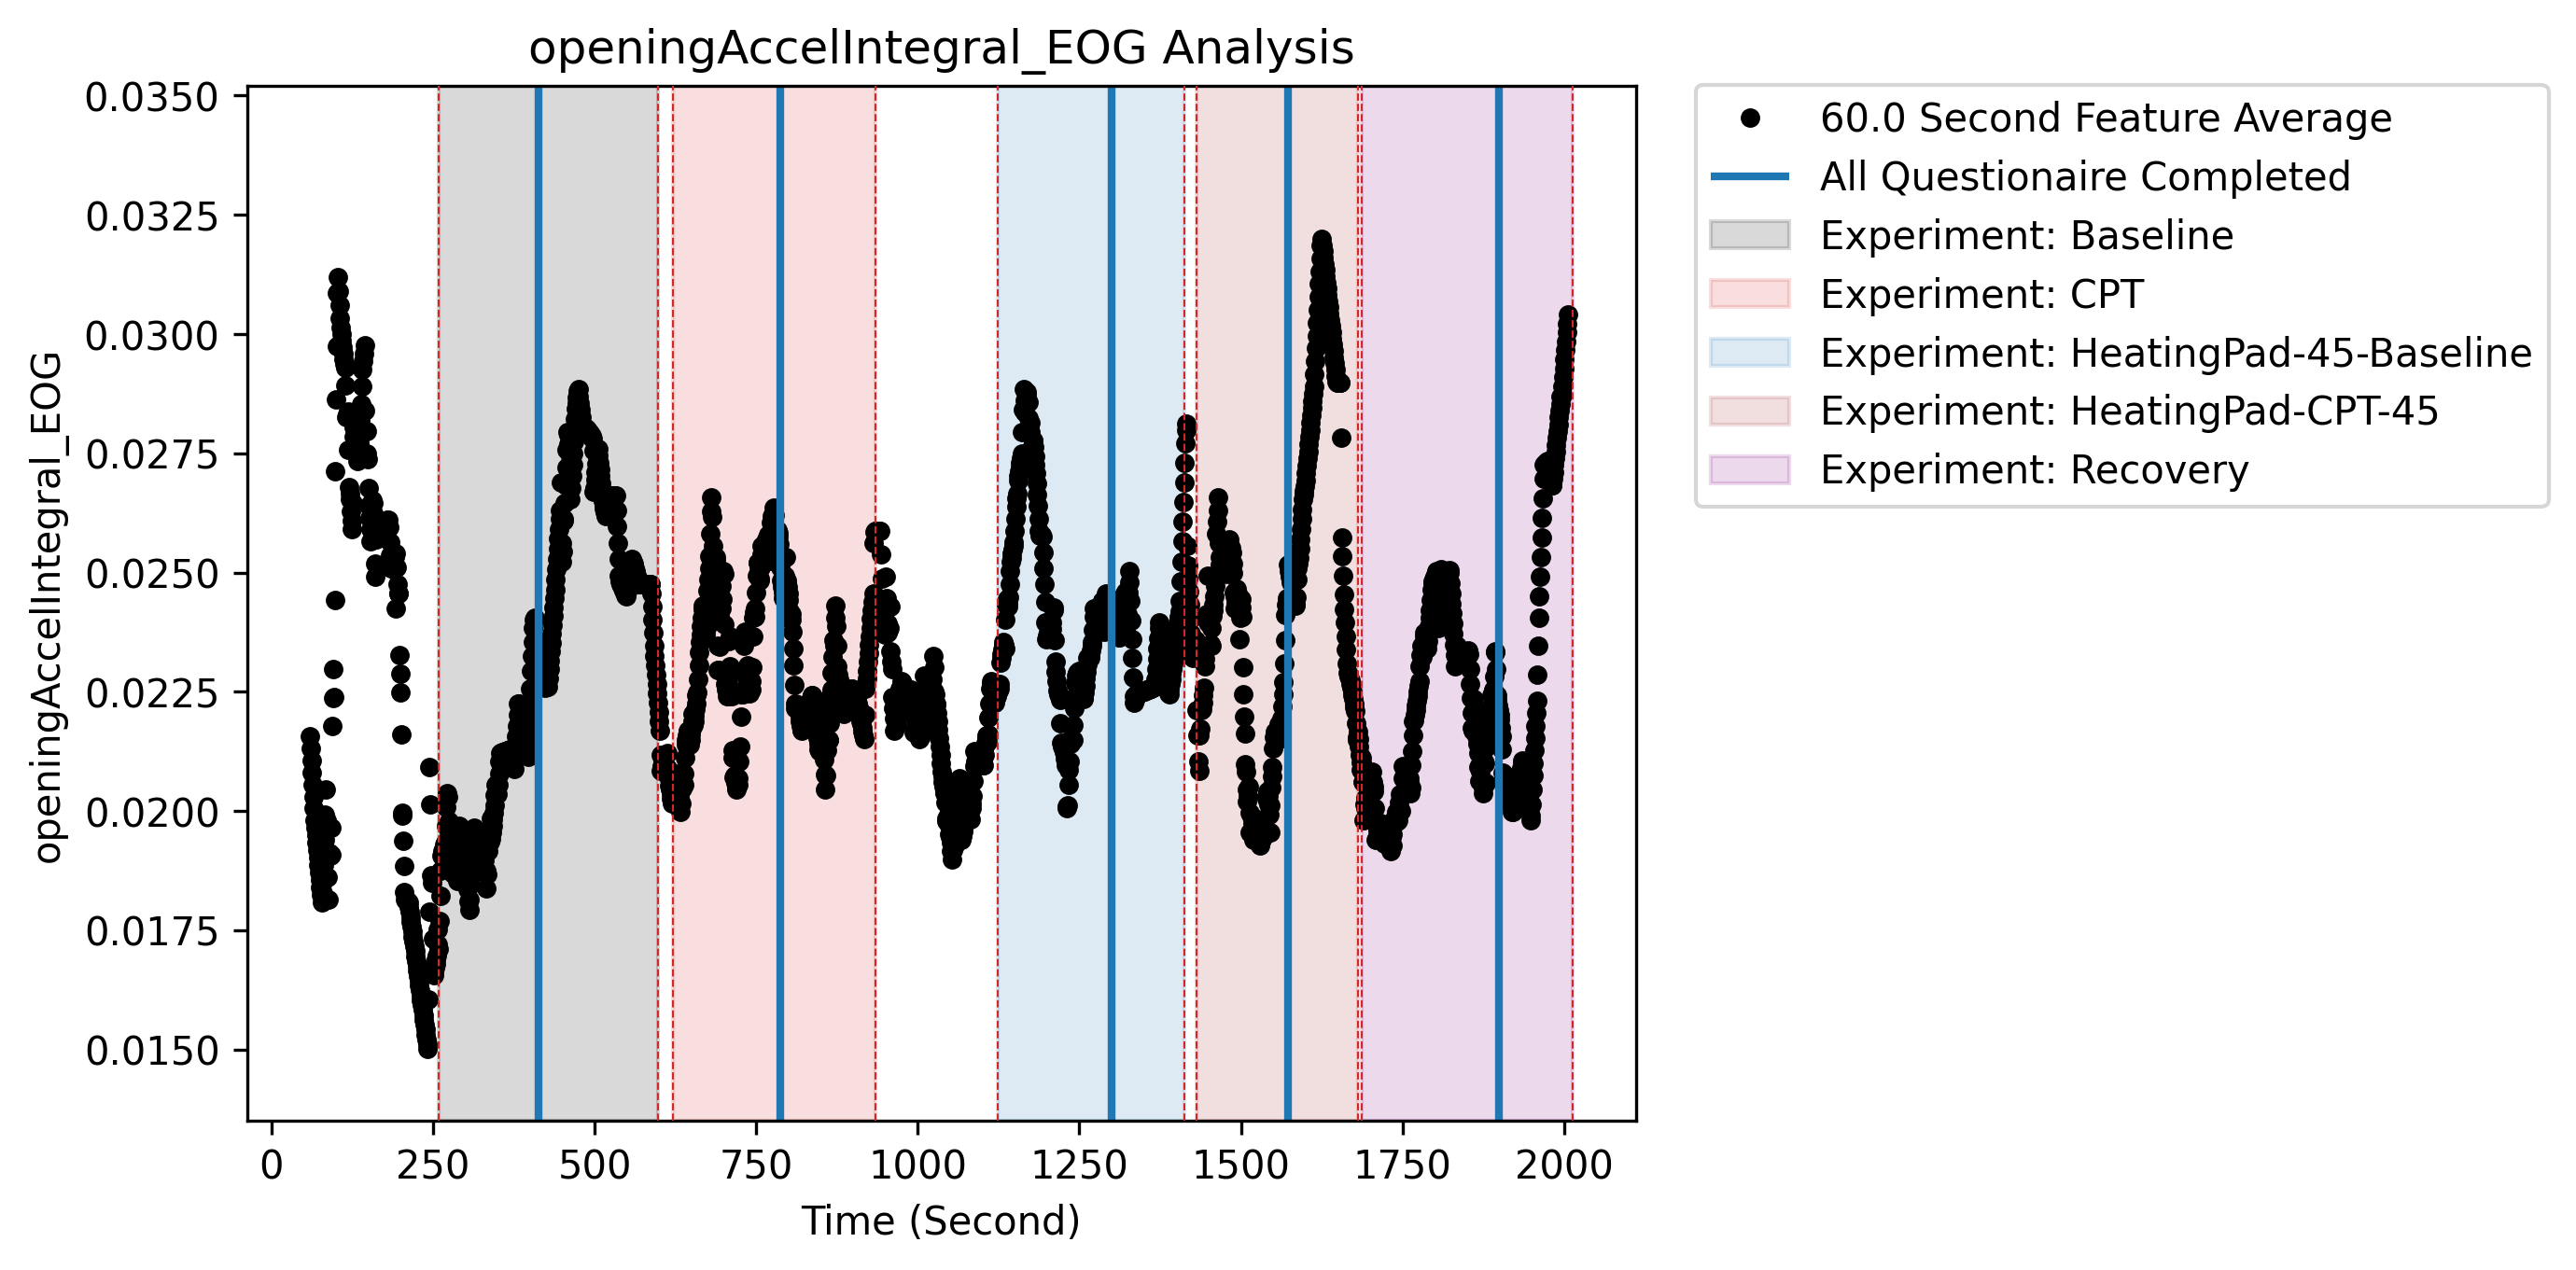 openingAccelIntegral_EOG Analysis
openingAccelIntegral_EOG
0.0350
0.0325
0.0300
0.0275
0.0250
0.0225
0.0200
0.0175
0.0150
0
250
500
750
1000
1250
1500
1750
2000
Time (Second)
60.0 Second Feature Average
All Questionaire Completed
Experiment: Baseline
Experiment: CPT
Experiment: HeatingPad-45-Baseline
Experiment: HeatingPad-CPT-45
Experiment: Recovery